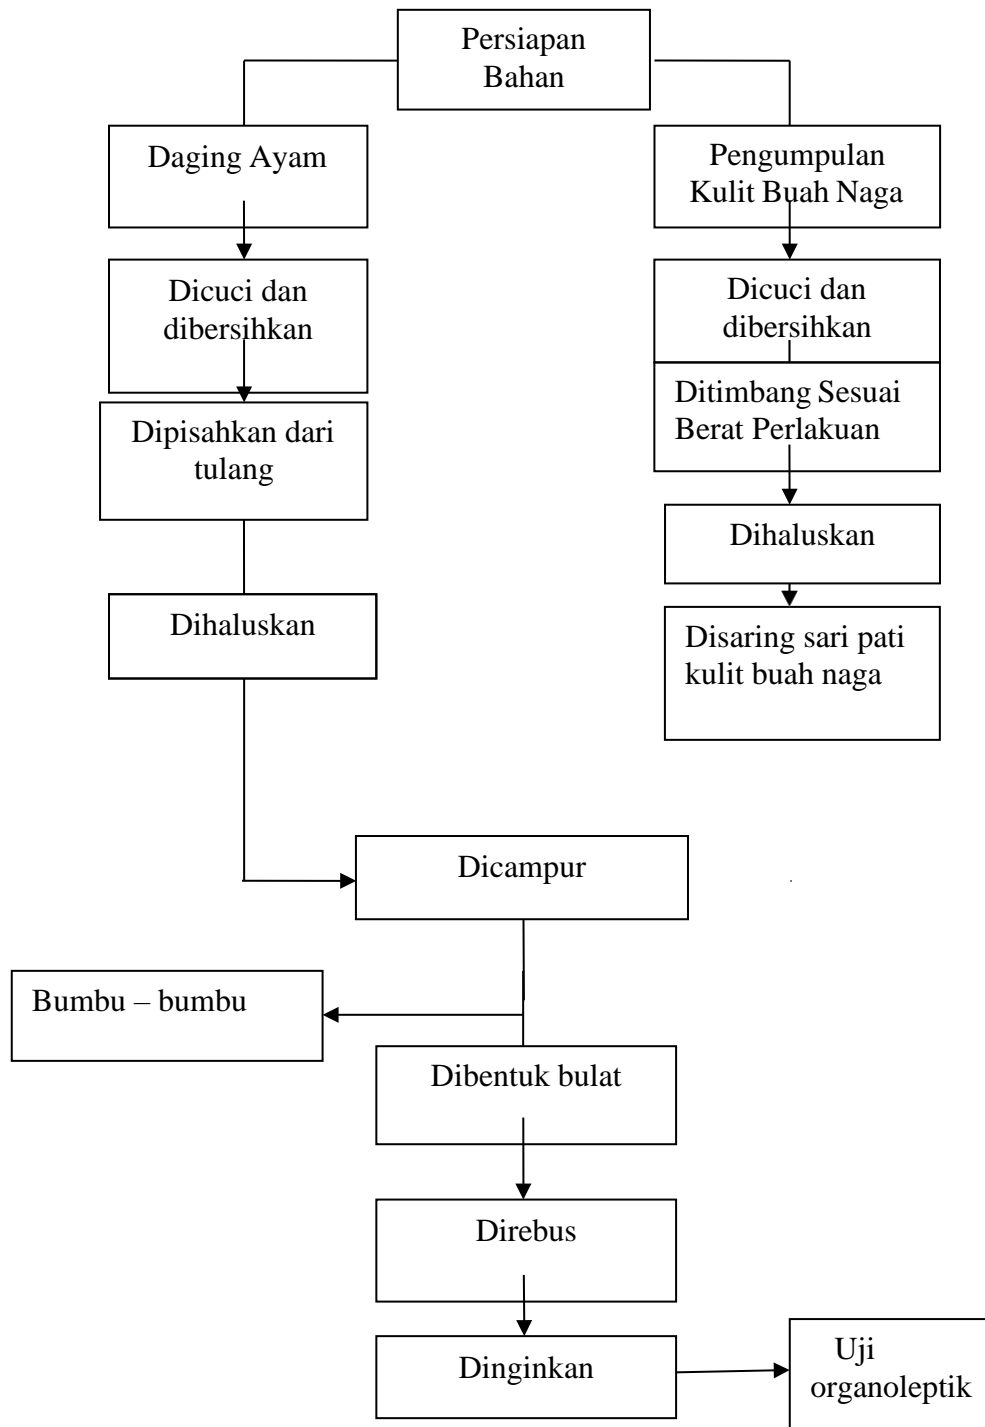 Persiapan
Bahan
Daging Ayam
Pengumpulan
Kulit Buah Naga
Dicuci dan
dibersihkan
Dicuci dan
dibersihkan
Dipisahkan dari
tulang
Ditimbang Sesuai
Berat Perlakuan
Dihaluskan
Dihaluskan
Disaring sari pati
kulit buah naga
Dicampur
Bumbu – bumbu
Dibentuk bulat
Direbus
Dinginkan
Uji
organoleptik